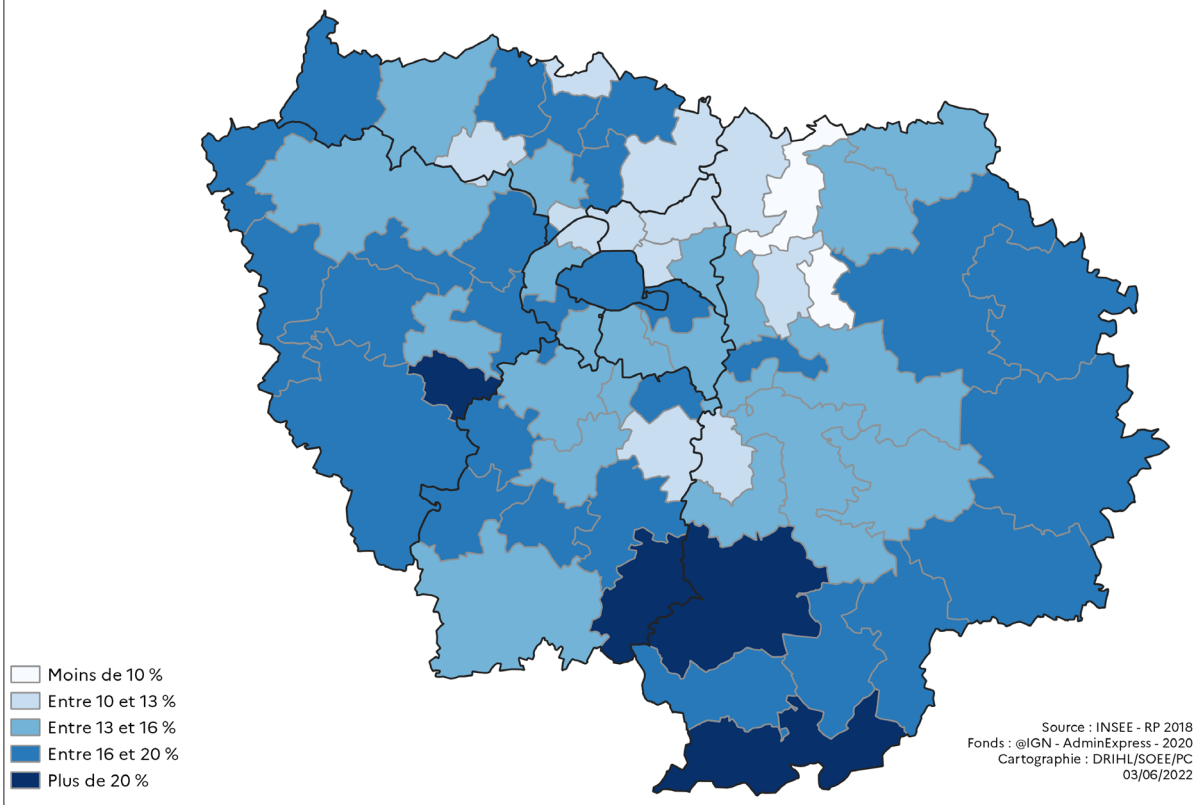 Moins de 10 %
Entre 10 et 13 %
Entre 13 et 16 %
Entre 16 et 20 %
Plus de 20 %
Source : INSEE - RP 2018
Fonds : @IGN - AdminExpress - 2020
Cartographie : DRIHL/SOEE/PC
03/06/2022